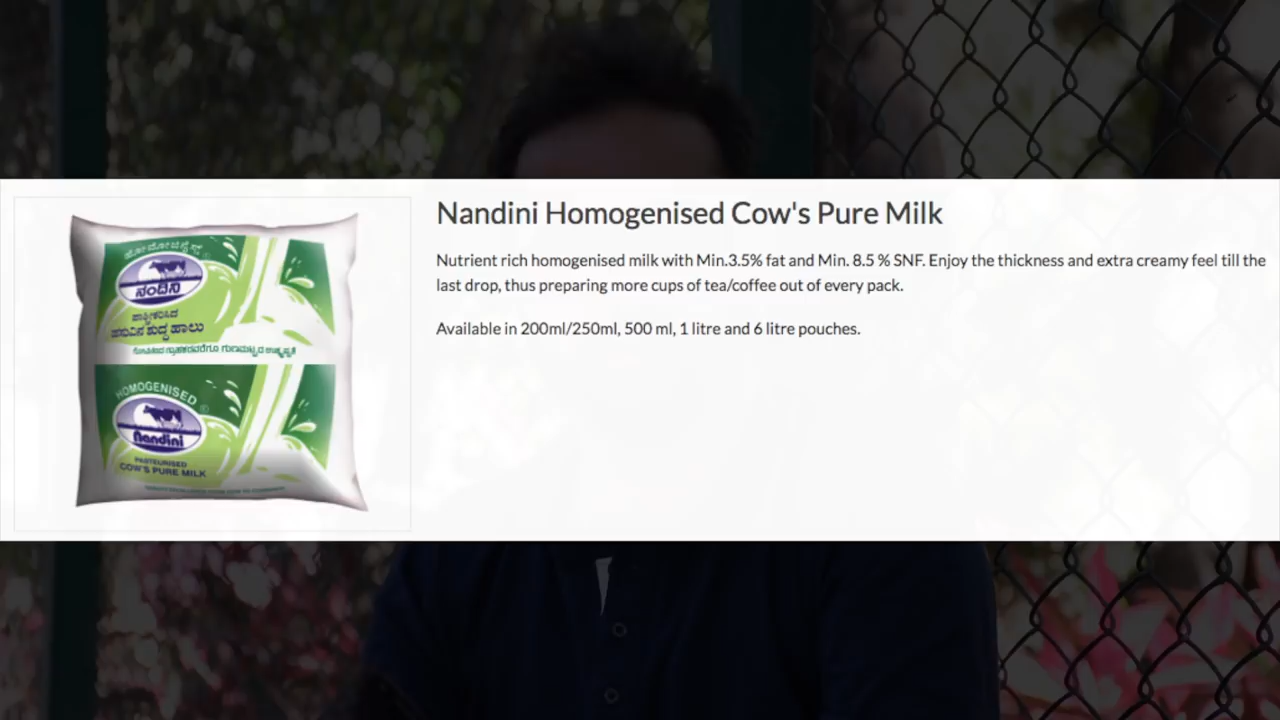 Nandini Homogenised Cow's Pure Milk
Nutrient rich homogenised milk with Min.3.5% fat and Min. 8.5 % SNF. Enjoy the thickness and extra creamy feel till the
last drop, thus preparing more cups of tea/coffee out of every pack.
Available in 200ml/250ml, 500 ml, 1 litre and 6 litre pouches.
ಹೋಮೋಜಿನೈಸ್ಡ್
ನಂದಿನಿ
ಪಾಶ್ಚೀಕರಿಸಿದ
ಹಸುವಿನ ಶುದ್ಧ ಹಾಲು
HOMOGENISED
Nandini
PASTEURISED
COW'S PURE MILK